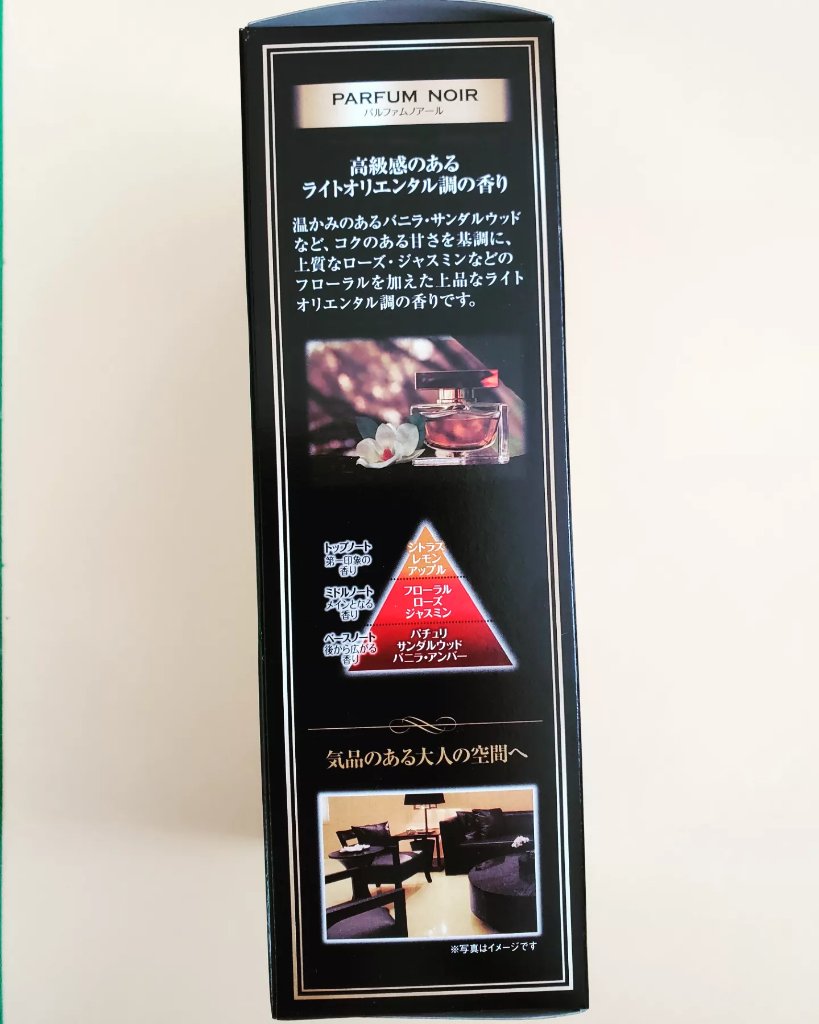 PARFUM NOIR
パルファムノアール
高級感のある
ライトオリエンタル調の香り
温かみのあるバニラ・サンダルウッド
など、コクのある甘さを基調に、
上質なローズ・ジャスミンなどの
フローラルを加えた上品なライト
オリエンタル調の香りです。
トップノート
第一印象の
香り
シトラス
レモン
アップル
ミドルノート
メインとなる
香り
フローラル
ローズ
ジャスミン
ベースノート
後から広がる
香り
パチュリ
サンダルウッド
バニラ・アンバー
気品のある大人の空間へ
※写真はイメージです